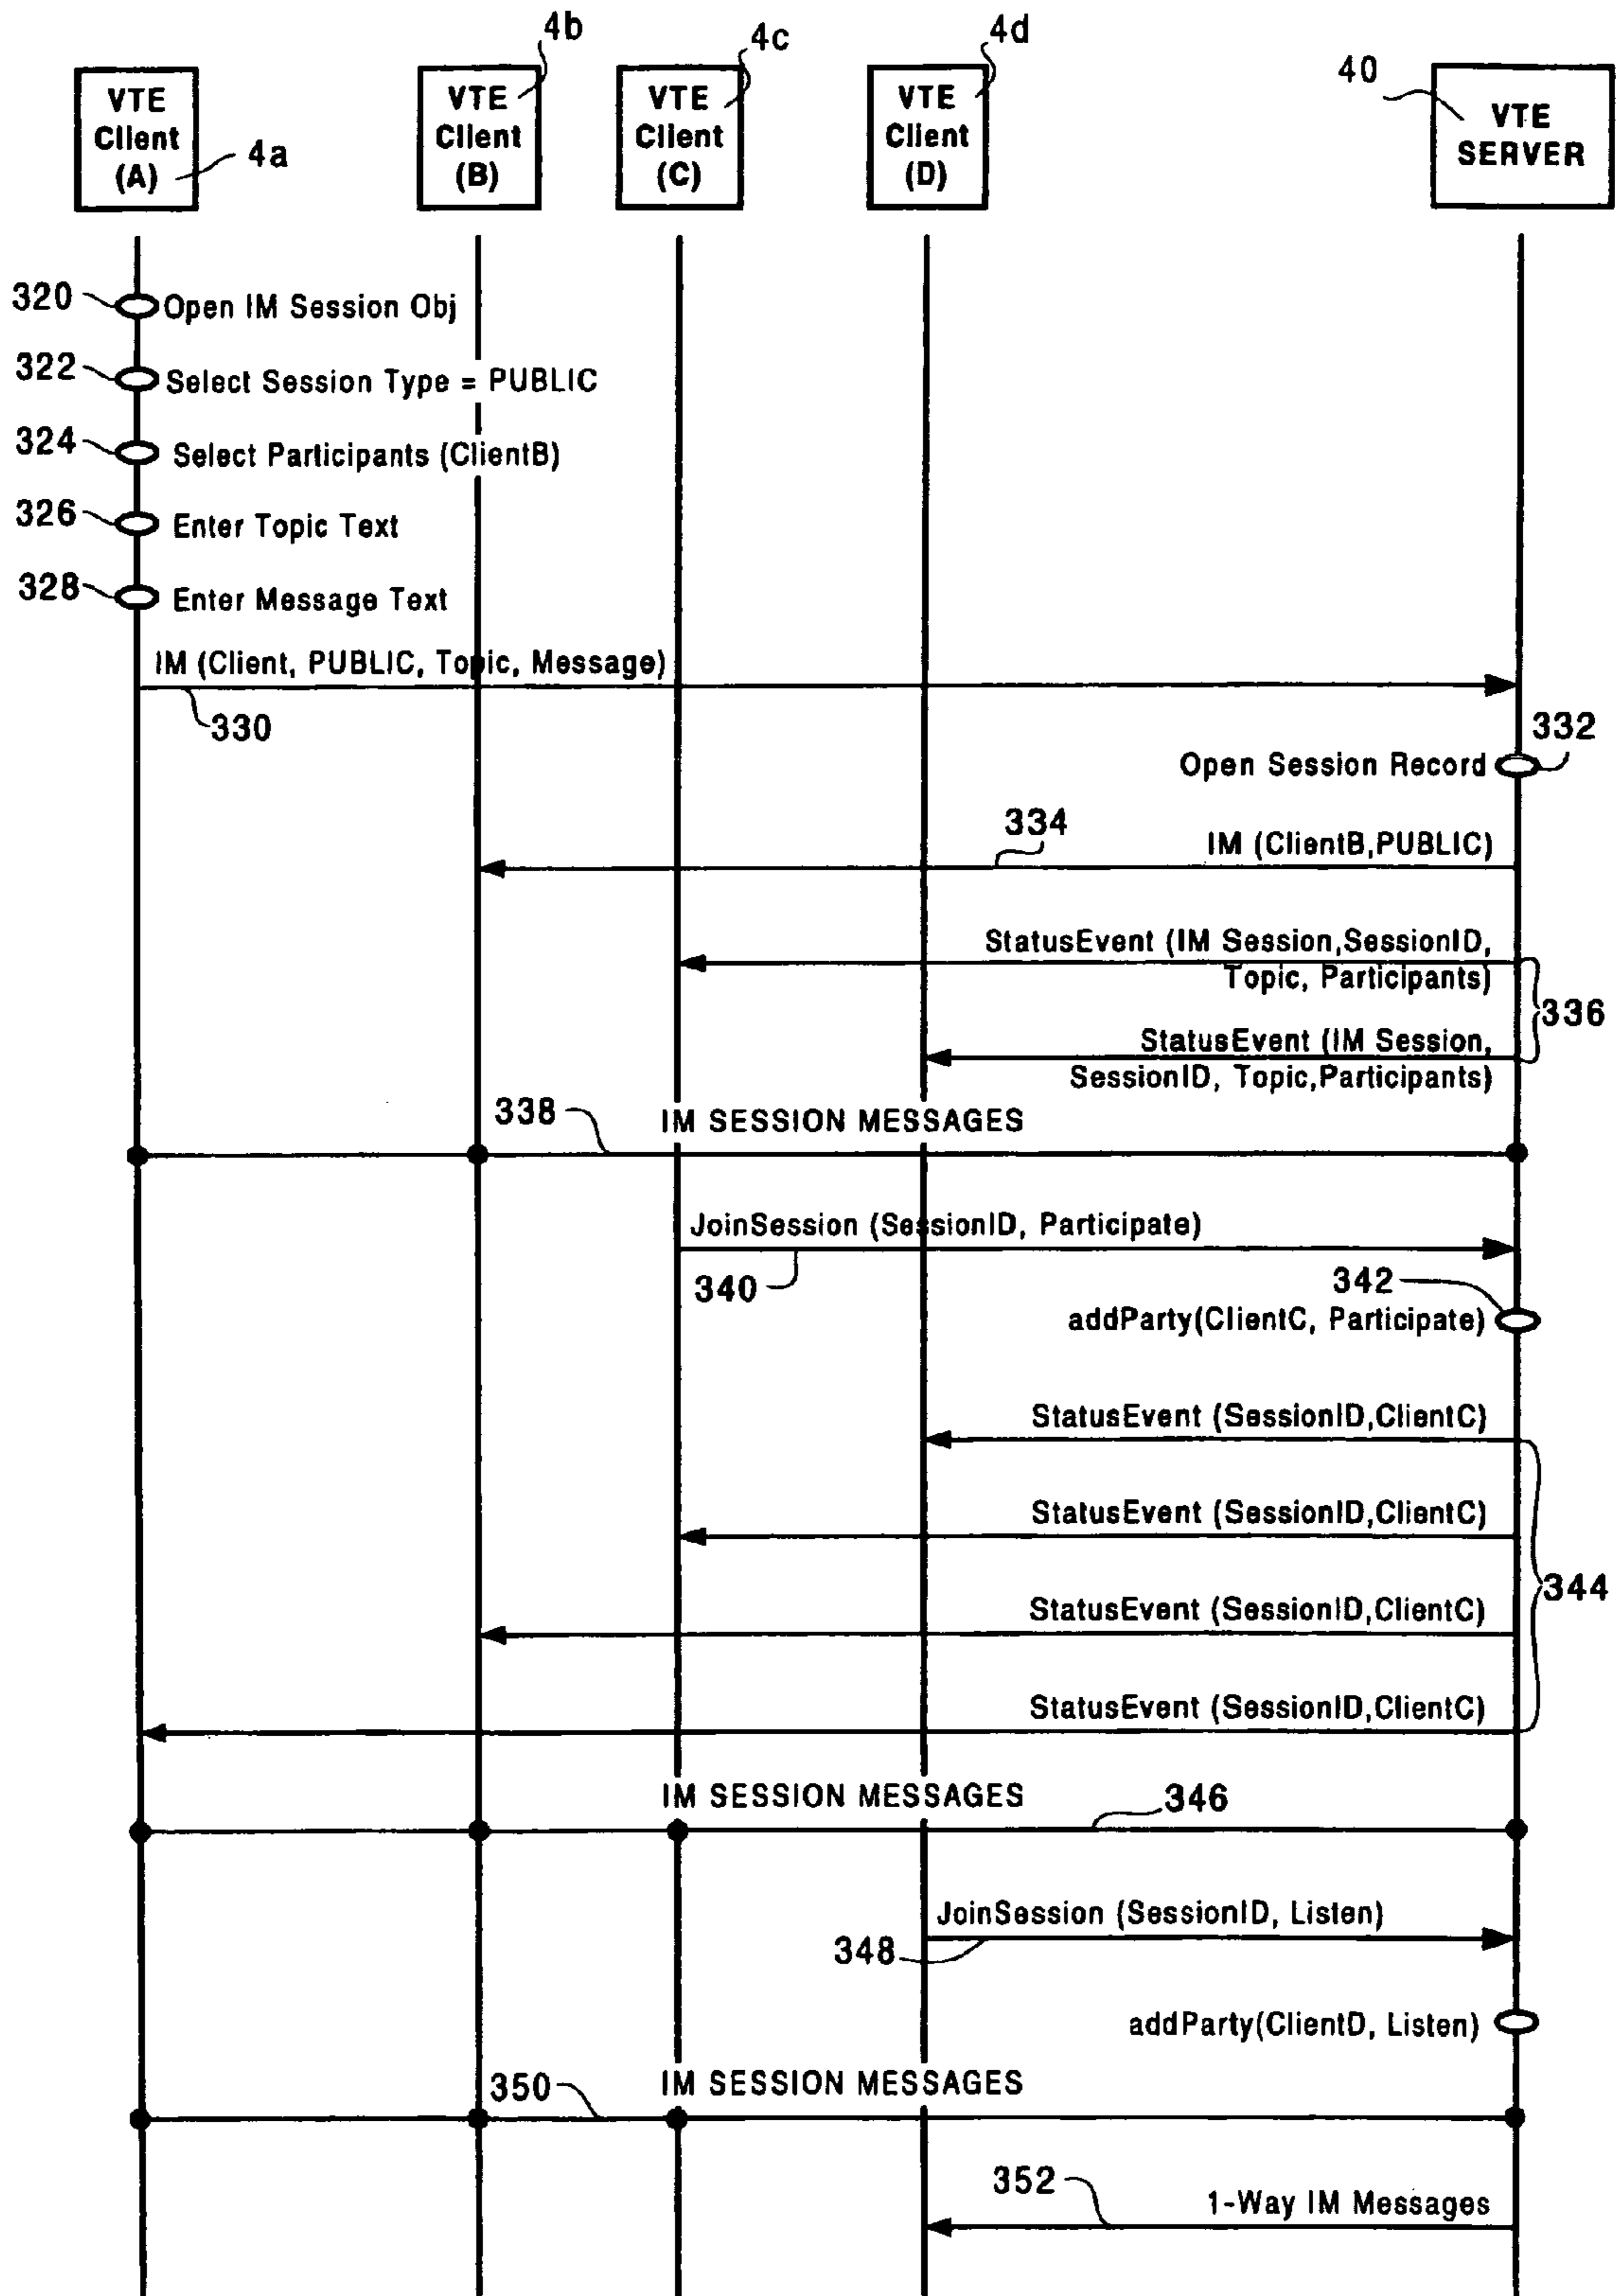 4b
4c
4d
40
VTE
Client
(A)
4a
VTE
Client
(B)
VTE
Client
(C)
VTE
Client
(D)
VTE
SERVER
320
Open IM Session Obj
322
Select Session Type = PUBLIC
324
Select Participants (ClientB)
326
Enter Topic Text
328
Enter Message Text
IM (Client, PUBLIC, Topic, Message)
330
332
Open Session Record
334
IM (ClientB,PUBLIC)
StatusEvent (IM Session,SessionID,
Topic, Participants)
336
StatusEvent (IM Session,
SessionID, Topic,Participants)
338
IM SESSION MESSAGES
JoinSession (SessionID, Participate)
340
342
addParty(ClientC, Participate)
StatusEvent (SessionID,ClientC)
StatusEvent (SessionID,ClientC)
344
StatusEvent (SessionID,ClientC)
StatusEvent (SessionID,ClientC)
IM SESSION MESSAGES
346
JoinSession (SessionID, Listen)
348
addParty(ClientD, Listen)
350
IM SESSION MESSAGES
352
1-Way IM Messages